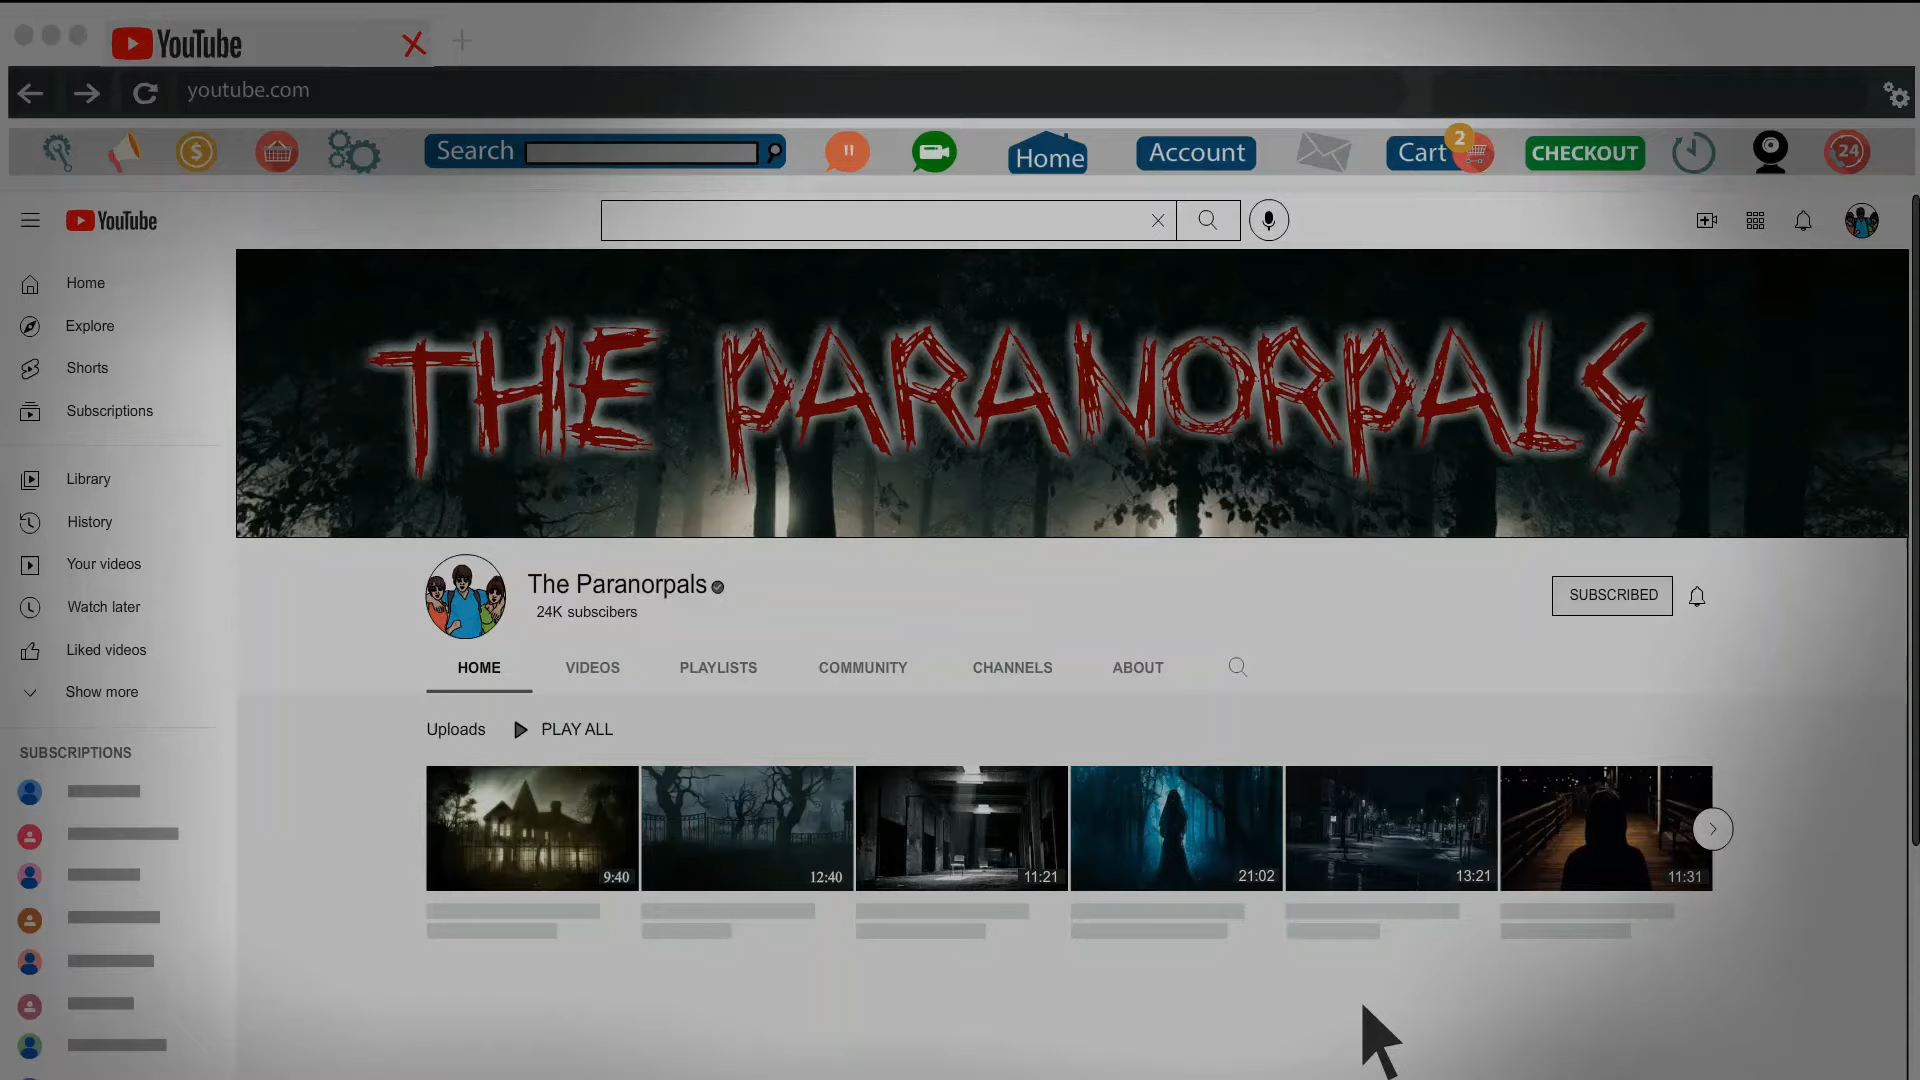 YouTube
youtube.com
Search
Home
Account
Cart
2
CHECKOUT
24
YouTube
Home
Explore
Shorts
Subscriptions
Library
History
Your videos
Watch later
Liked videos
Show more
SUBSCRIPTIONS
THE PARANORPALS
The Paranorpals
24K subscibers
SUBSCRIBED
HOME VIDEOS PLAYLISTS COMMUNITY CHANNELS ABOUT
Uploads PLAY ALL
9:40 12:40 11:21 21:02 13:21 11:31